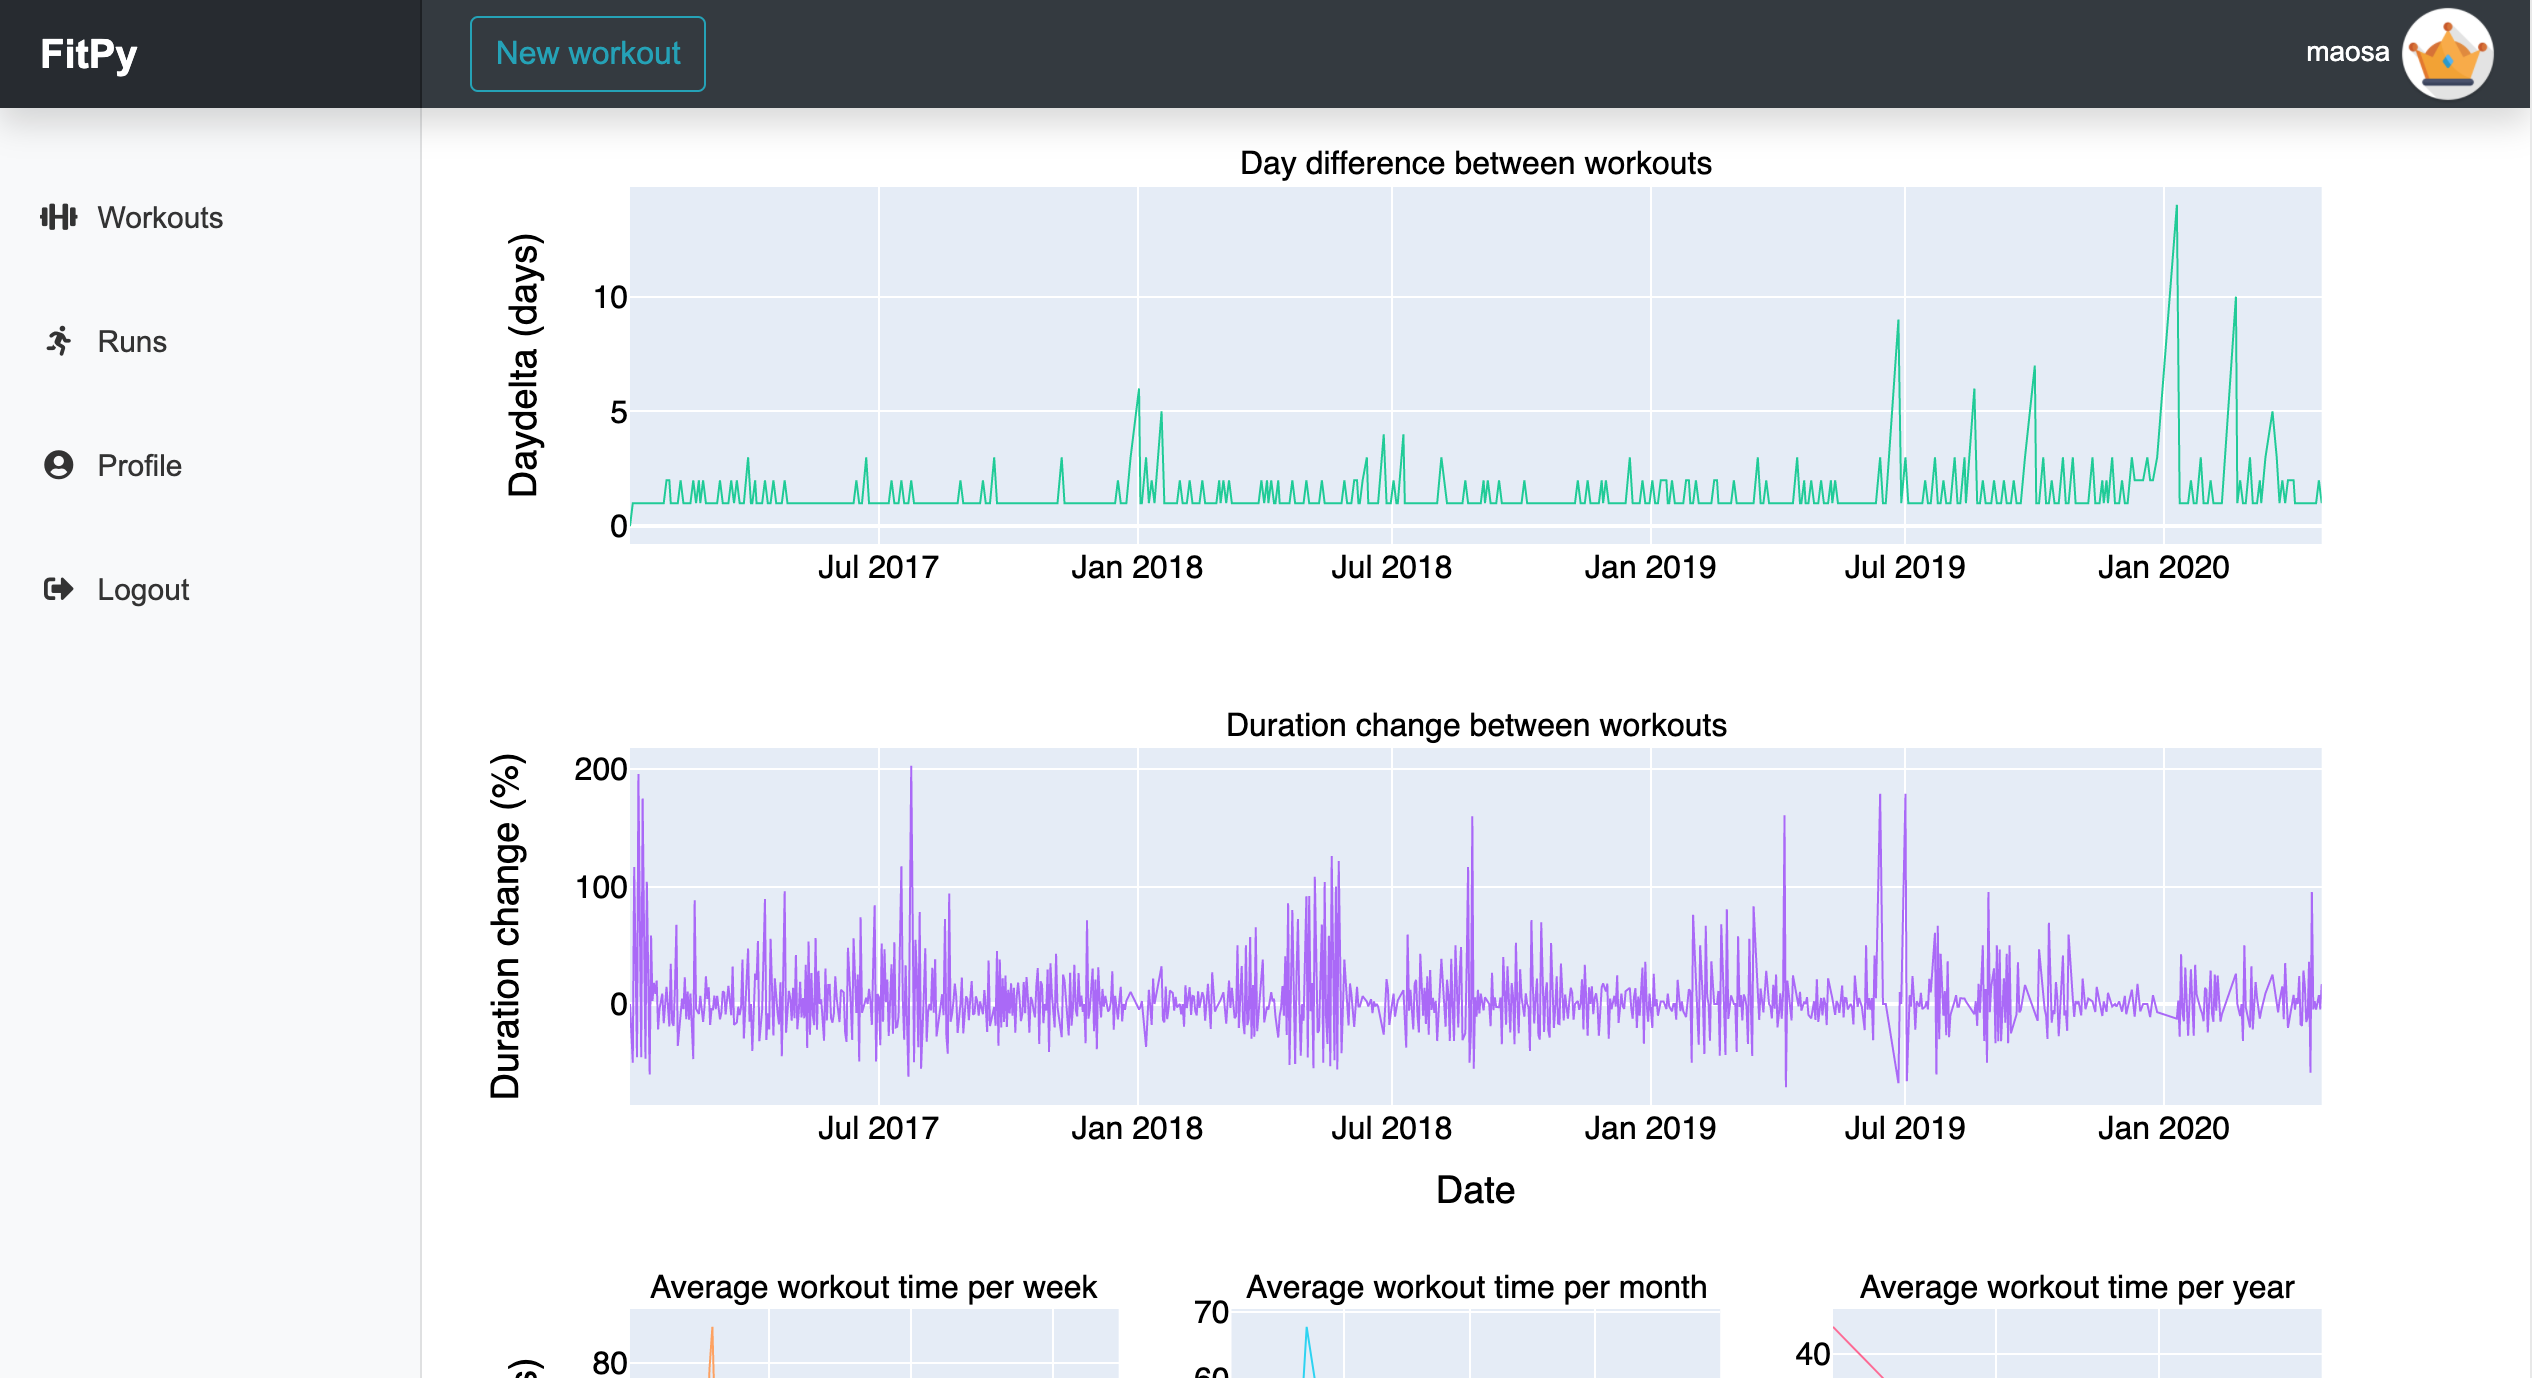 FitPy
New workout
maosa
Workouts
Runs
Profile
Logout
Day difference between workouts
Daydelta (days)
10
5
0
Jul 2017
Jan 2018
Jul 2018
Jan 2019
Jul 2019
Jan 2020
Duration change between workouts
Duration change (%)
200
100
0
Jul 2017
Jan 2018
Jul 2018
Jan 2019
Jul 2019
Jan 2020
Date
Average workout time per week
80
Average workout time per month
70
60
Average workout time per year
40